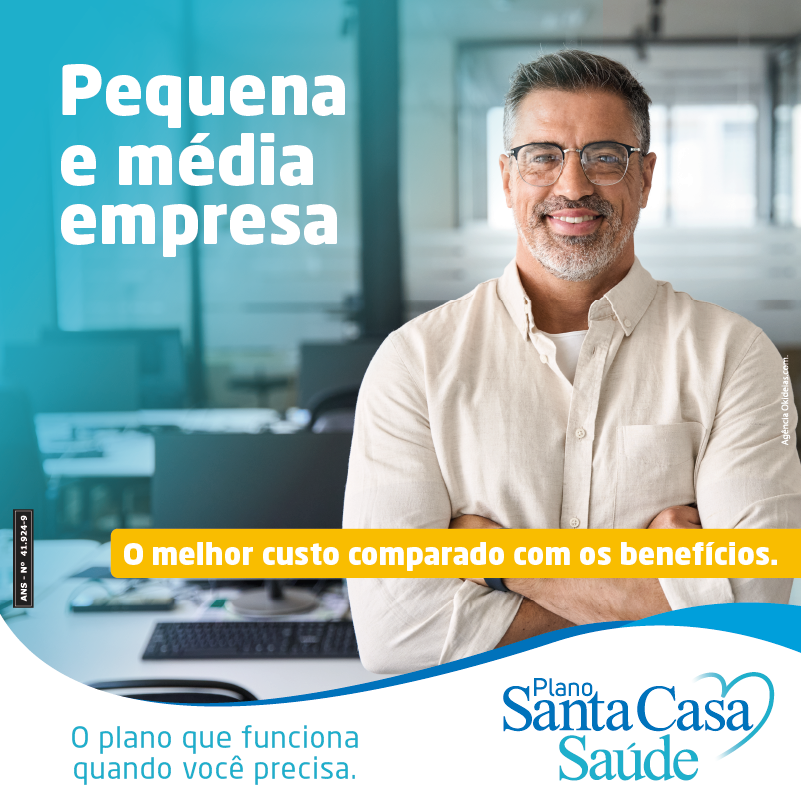 Pequena
e média
empresa
Agência Okideias.com.
ANS - Nº 41.924-9
O melhor custo comparado com os benefícios.
O plano que funciona
quando você precisa.
Plano
Santa Casa
Saúde